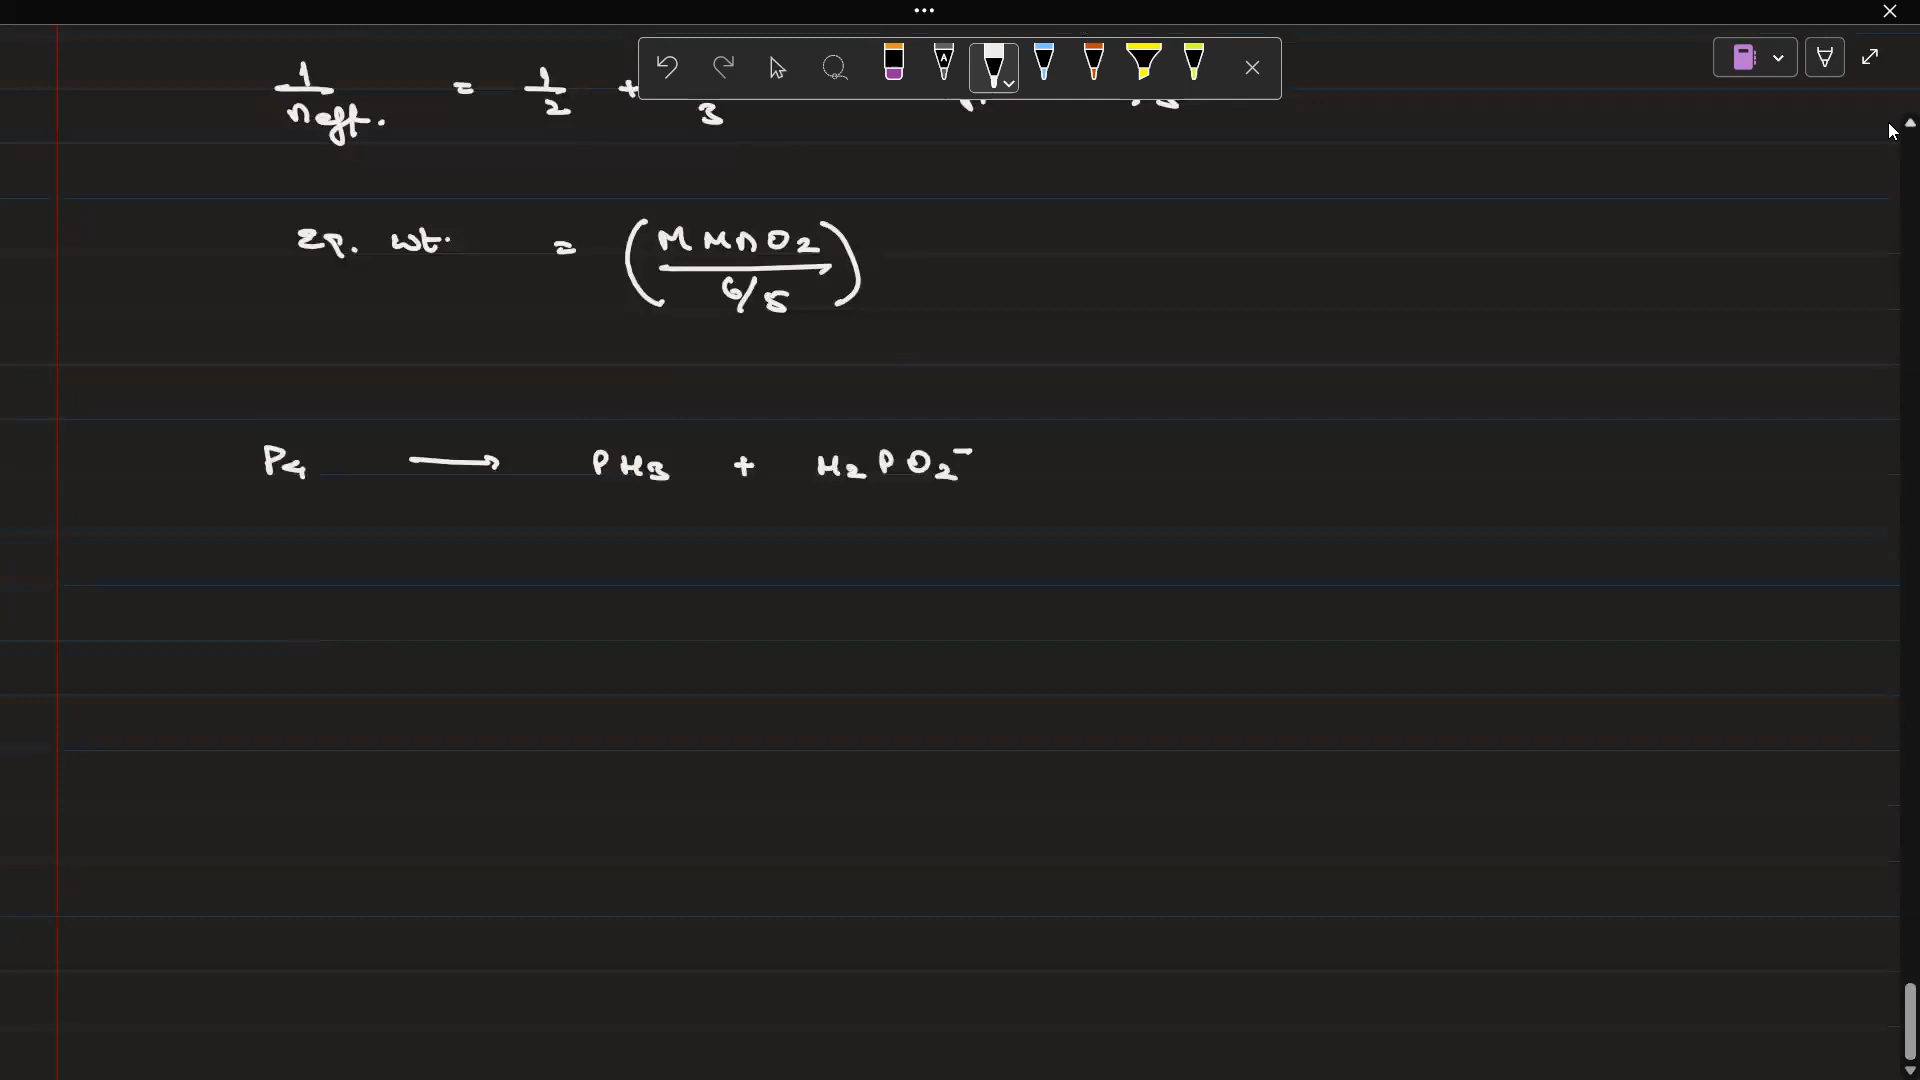 1/n eff. = 1/2 + /3
Eq. wt. = (M MnO2 / 6/5)
P4 → PH3 + H2PO2⁻